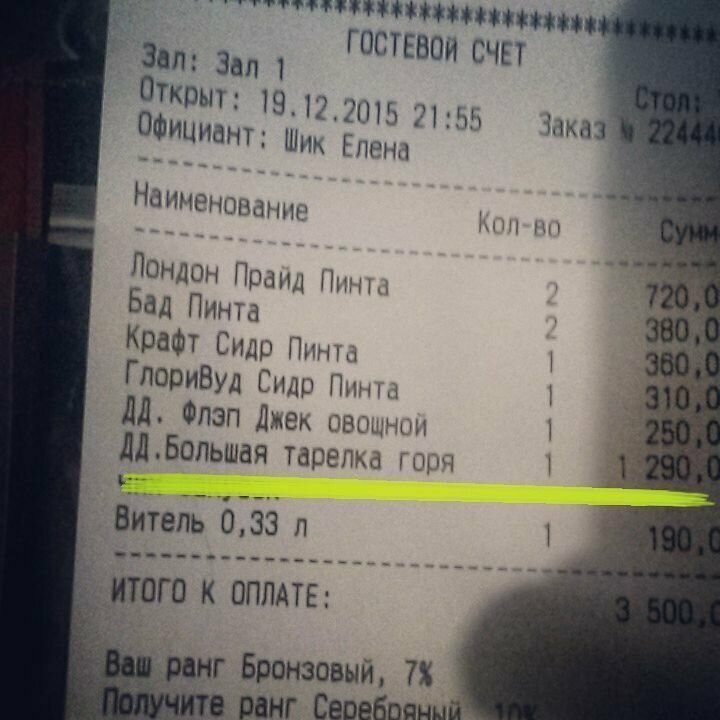 ГОСТЕВОЙ СЧЕТ
Зал: Зал 1 Стол:
Открыт: 19.12.2015 21:55 Заказ № 22444
Официант: Шик Елена
Наименование Кол-во Сумм
Лондон Прайд Пинта 2 720,0
Бад Пинта 2 380,0
Крафт Сидр Пинта 1 360,0
ГлориВуд Сидр Пинта 1 310,0
ДД. Флэп Джек овощной 1 250,0
ДД.Большая тарелка горя 1 1 290,0
Витель 0,33 л 1 190,0
ИТОГО К ОПЛАТЕ: 3 500,0
Ваш ранг Бронзовый, 7%
Получите ранг Серебряный 10%